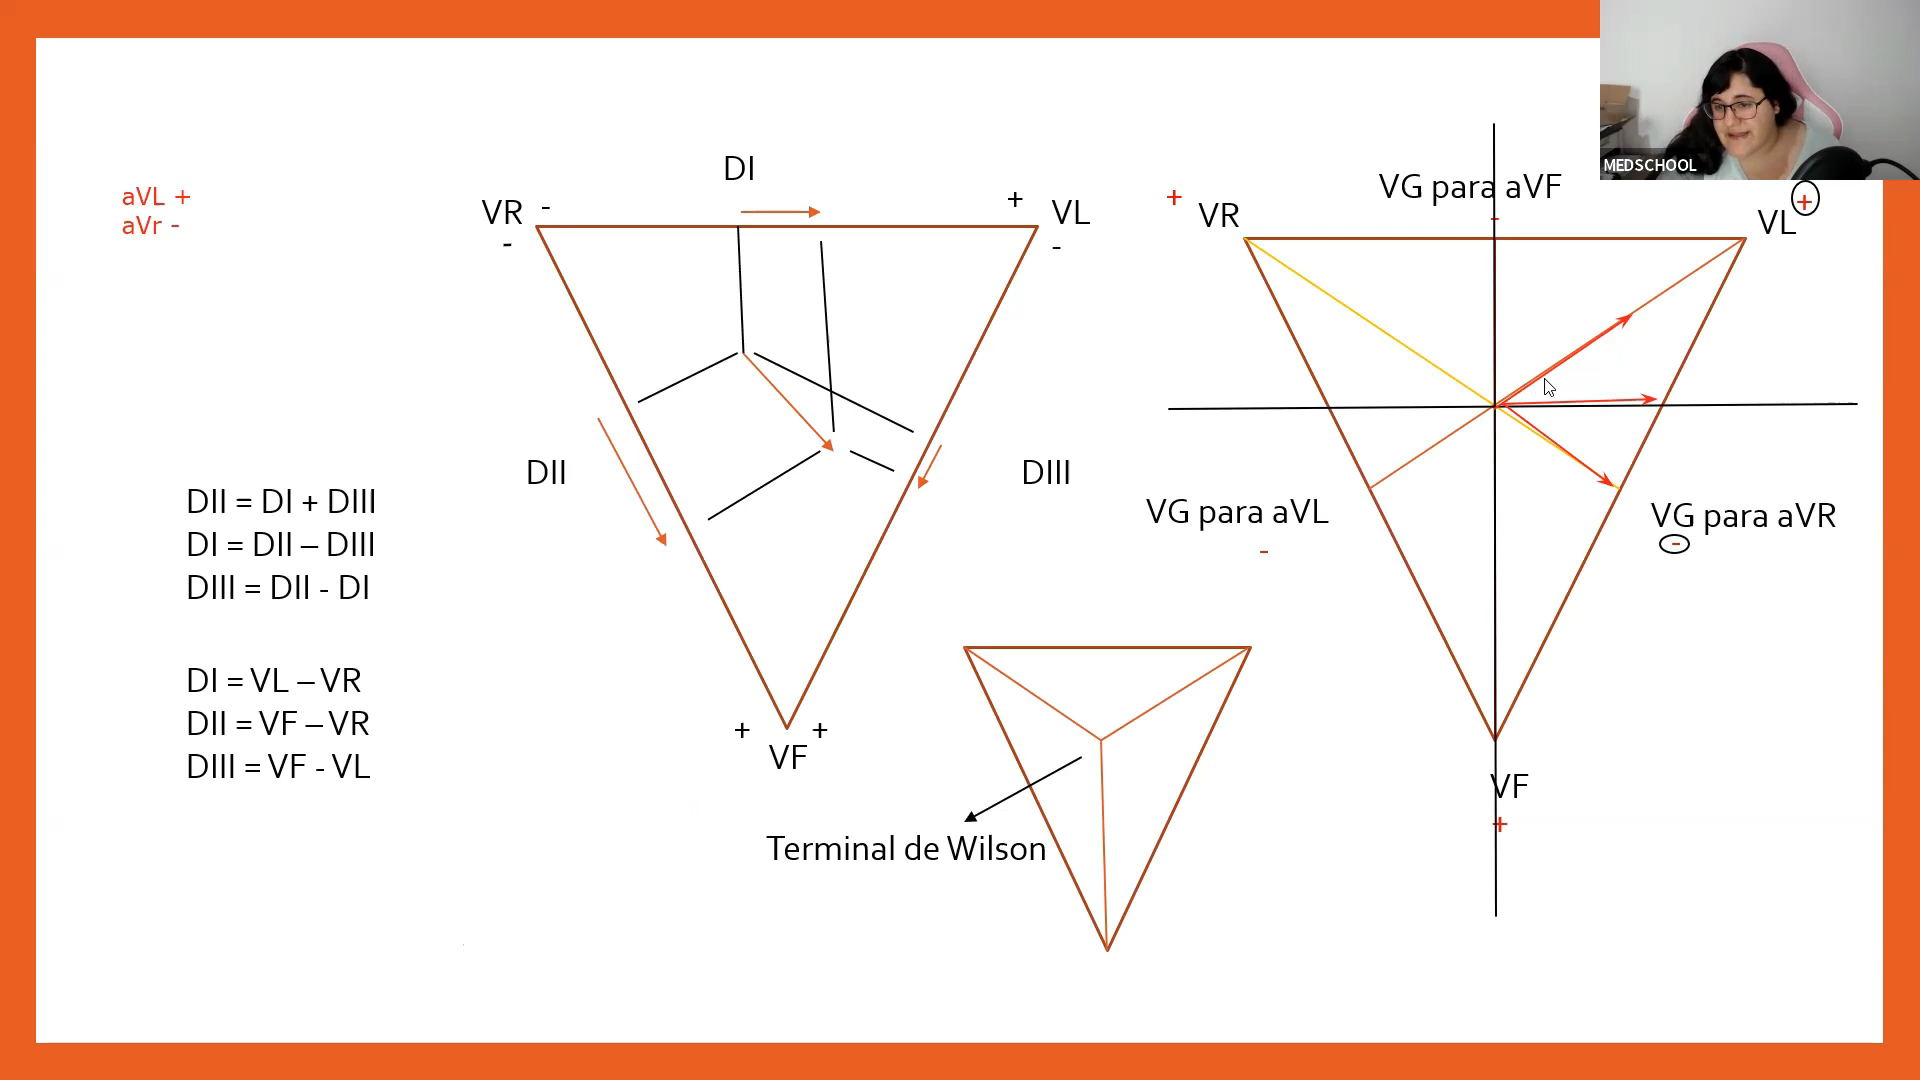 MEDSCHOOL
aVL +
aVr -
DI
VR -
-
+ VL
-
DII
DIII
+ +
VF
DII = DI + DIII
DI = DII – DIII
DIII = DII - DI
DI = VL – VR
DII = VF – VR
DIII = VF - VL
Terminal de Wilson
+ VR
VG para aVF
-
VL +
VG para aVL
-
VG para aVR
-
VF
+